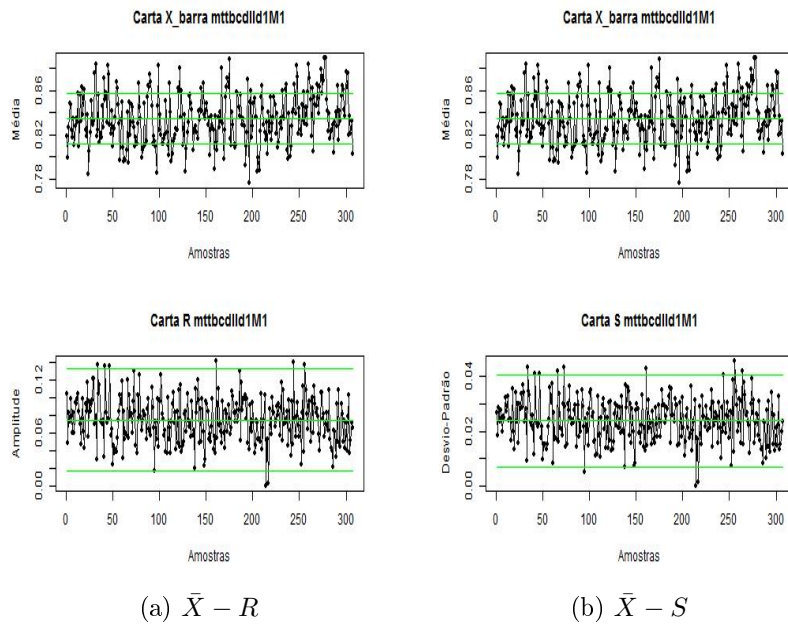 Carta X_barra mttbcdlld1M1
Média
0.78 0.82 0.86
0 50 100 150 200 250 300
Amostras
Carta X_barra mttbcdlld1M1
Média
0.78 0.82 0.86
0 50 100 150 200 250 300
Amostras
Carta R mttbcdlld1M1
Amplitude
0.00 0.06 0.12
0 50 100 150 200 250 300
Amostras
Carta S mttbcdlld1M1
Desvio-Padrão
0.00 0.02 0.04
0 50 100 150 200 250 300
Amostras
(a) X̄ − R
(b) X̄ − S